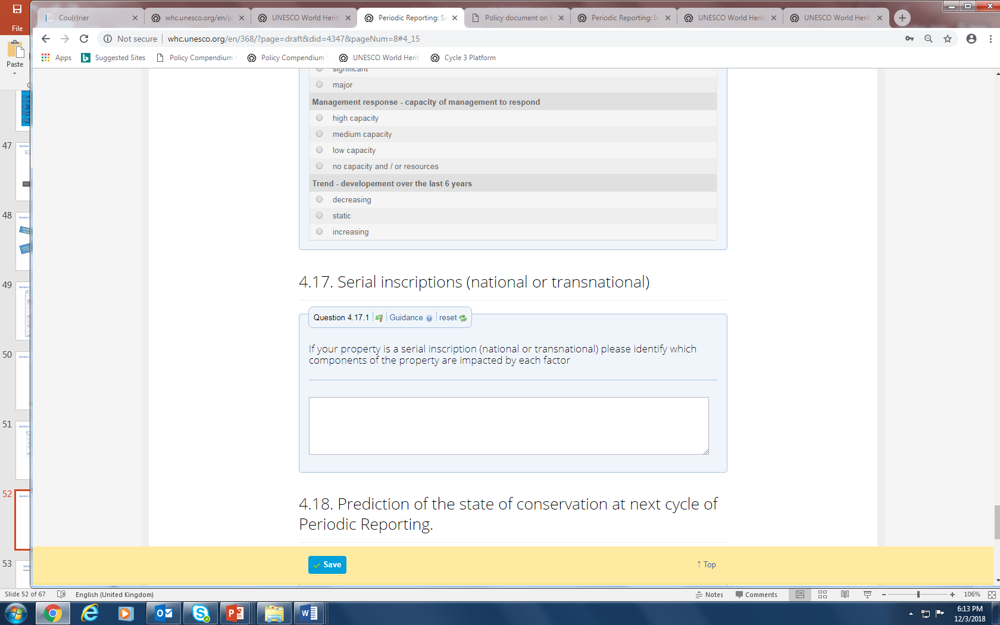 File
Paste
47
48
49
50
51
52
53
Cou(r)rier
whc.unesco.org/en/p
UNESCO World Herit
Periodic Reporting: S
Policy document on
Periodic Reporting: I
UNESCO World Herit
UNESCO World Herit
Not secure
whc.unesco.org/en/368/?page=draft&did=4347&pageNum=8#4_15
Apps
Suggested Sites
Policy Compendium
Policy Compendium
UNESCO World Herit
Cycle 3 Platform
significant
major
Management response - capacity of management to respond
high capacity
medium capacity
low capacity
no capacity and / or resources
Trend - developement over the last 6 years
decreasing
static
increasing
4.17. Serial inscriptions (national or transnational)
Question 4.17.1 | Guidance | reset
If your property is a serial inscription (national or transnational) please identify which
components of the property are impacted by each factor
4.18. Prediction of the state of conservation at next cycle of
Periodic Reporting.
Save
↑ Top
Slide 52 of 67
English (United Kingdom)
Notes
Comments
106%
6:13 PM
12/3/2018